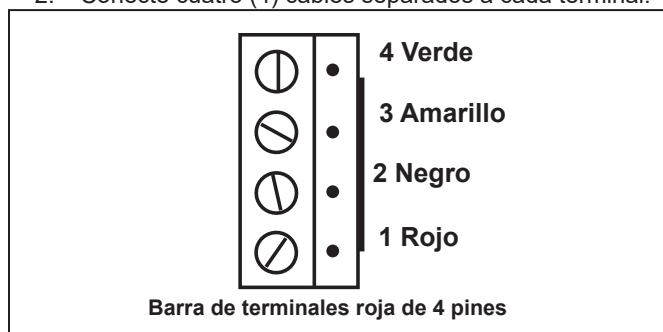 2. Conecte cuatro (4) cables separados a cada terminal.
4 Verde
3 Amarillo
2 Negro
1 Rojo
Barra de terminales roja de 4 pines